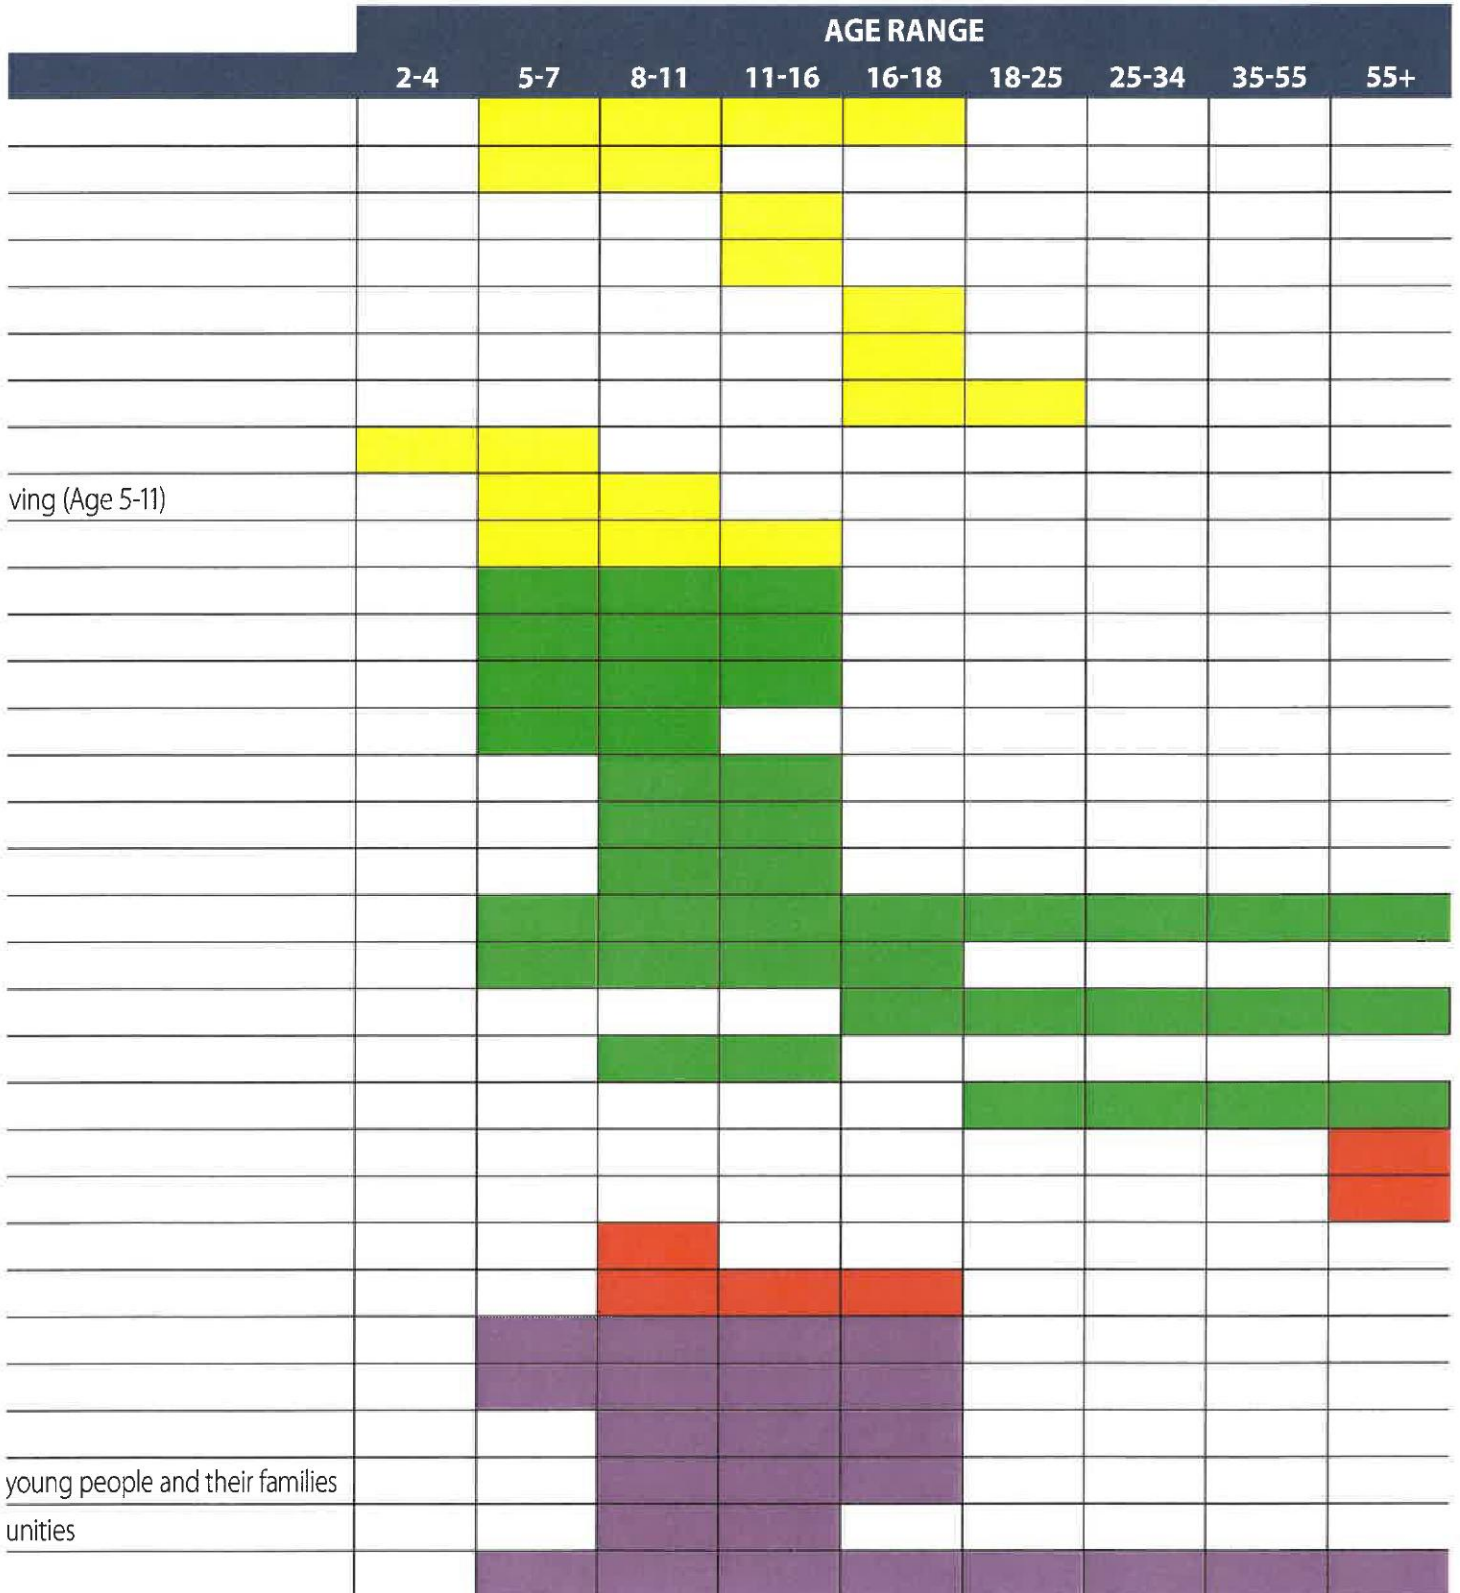 AGE RANGE
2-4 5-7 8-11 11-16 16-18 18-25 25-34 35-55 55+
ving (Age 5-11)
young people and their families
unities